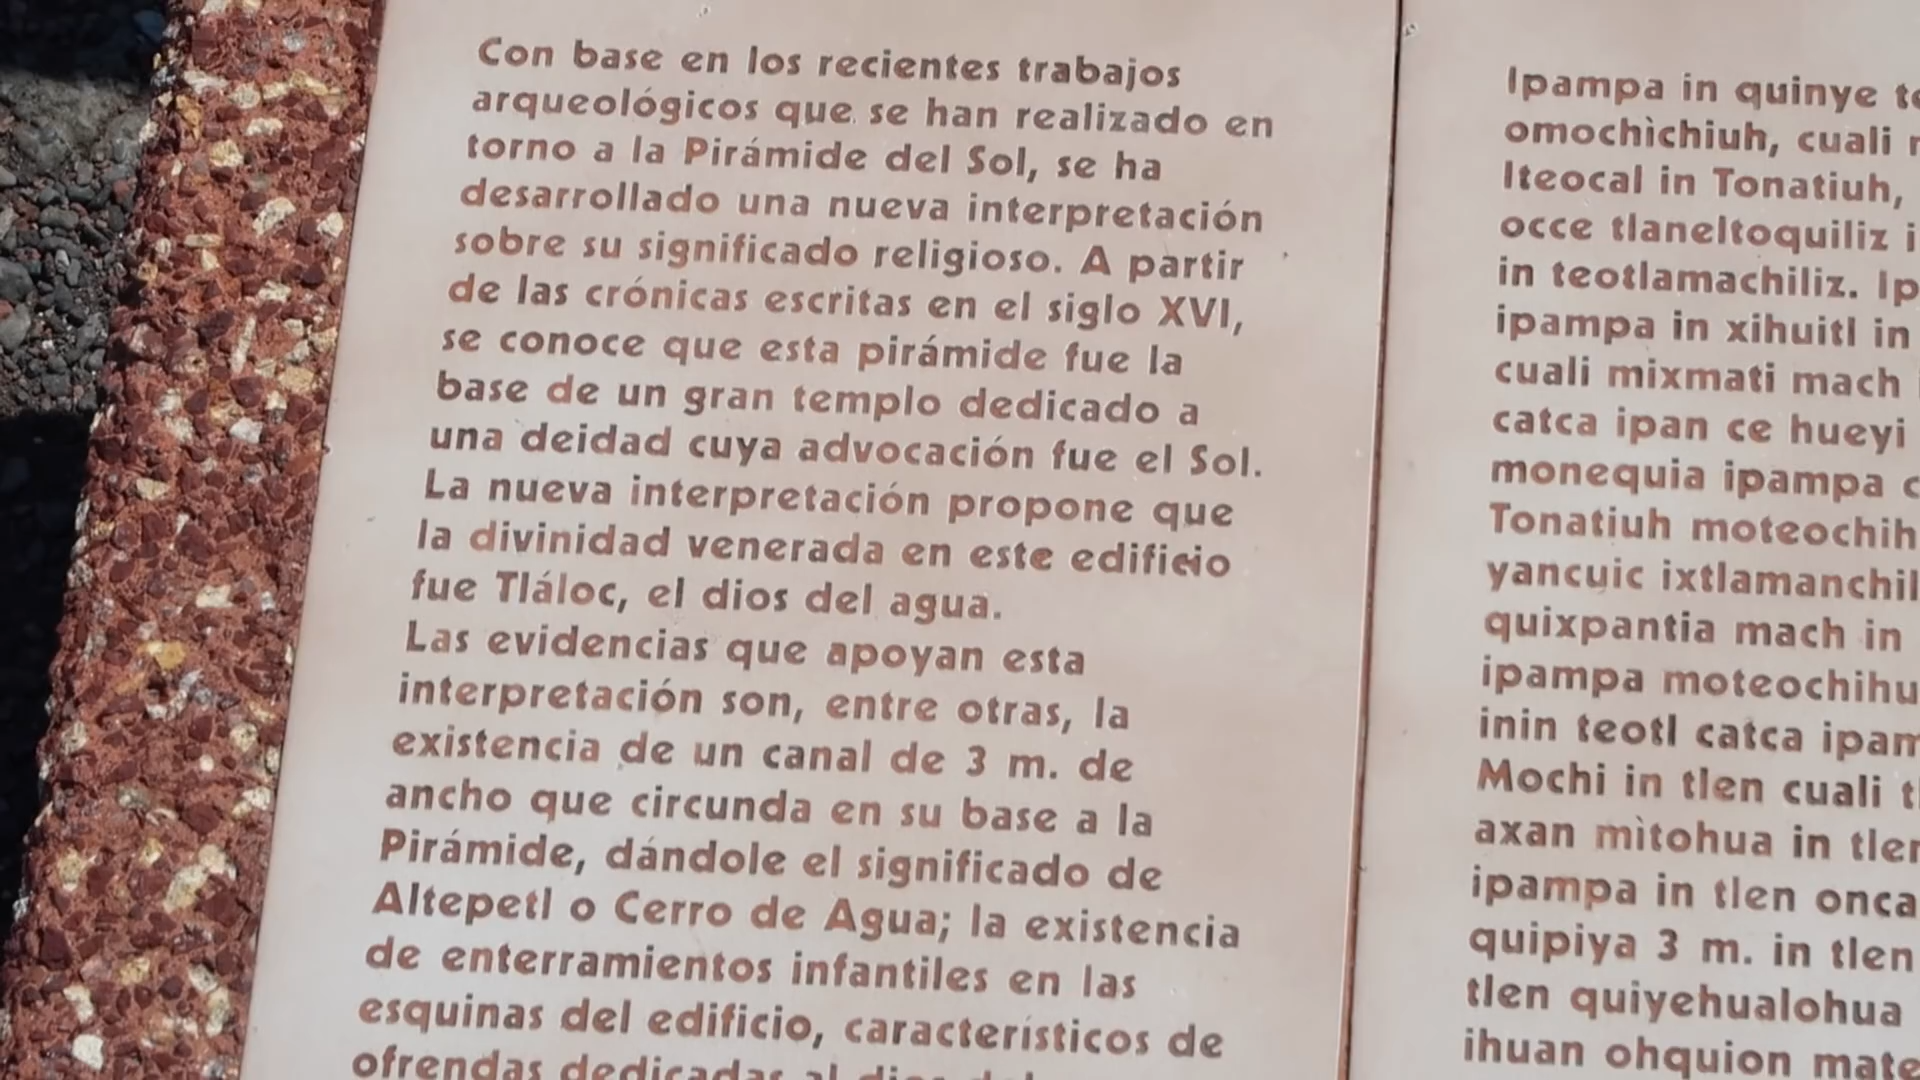 Con base en los recientes trabajos
arqueológicos que se han realizado en
torno a la Pirámide del Sol, se ha
desarrollado una nueva interpretación
sobre su significado religioso. A partir
de las crónicas escritas en el siglo XVI,
se conoce que esta pirámide fue la
base de un gran templo dedicado a
una deidad cuya advocación fue el Sol.
La nueva interpretación propone que
la divinidad venerada en este edificio
fue Tláloc, el dios del agua.
Las evidencias que apoyan esta
interpretación son, entre otras, la
existencia de un canal de 3 m. de
ancho que circunda en su base a la
Pirámide, dándole el significado de
Altepetl o Cerro de Agua; la existencia
de enterramientos infantiles en las
esquinas del edificio, característicos de
ofrendas dedicadas al dios del
Ipampa in quinye
omochìchiuh, cuali
Iteocal in Tonatiuh,
occe tlaneltoquiliz
in teotlamachiliz.
ipampa in xihuitl in
cuali mixmati mach
catca ipan ce hueyi
monequia ipampa
Tonatiuh
yancuic
quixpantia mach in
ipampa
inin teotl catca
Mochi in tlen cuali
axan mìtohua in
ipampa in tlen
quipiya 3 m. in tlen
tlen quiyehualohua
ihuan ohquion